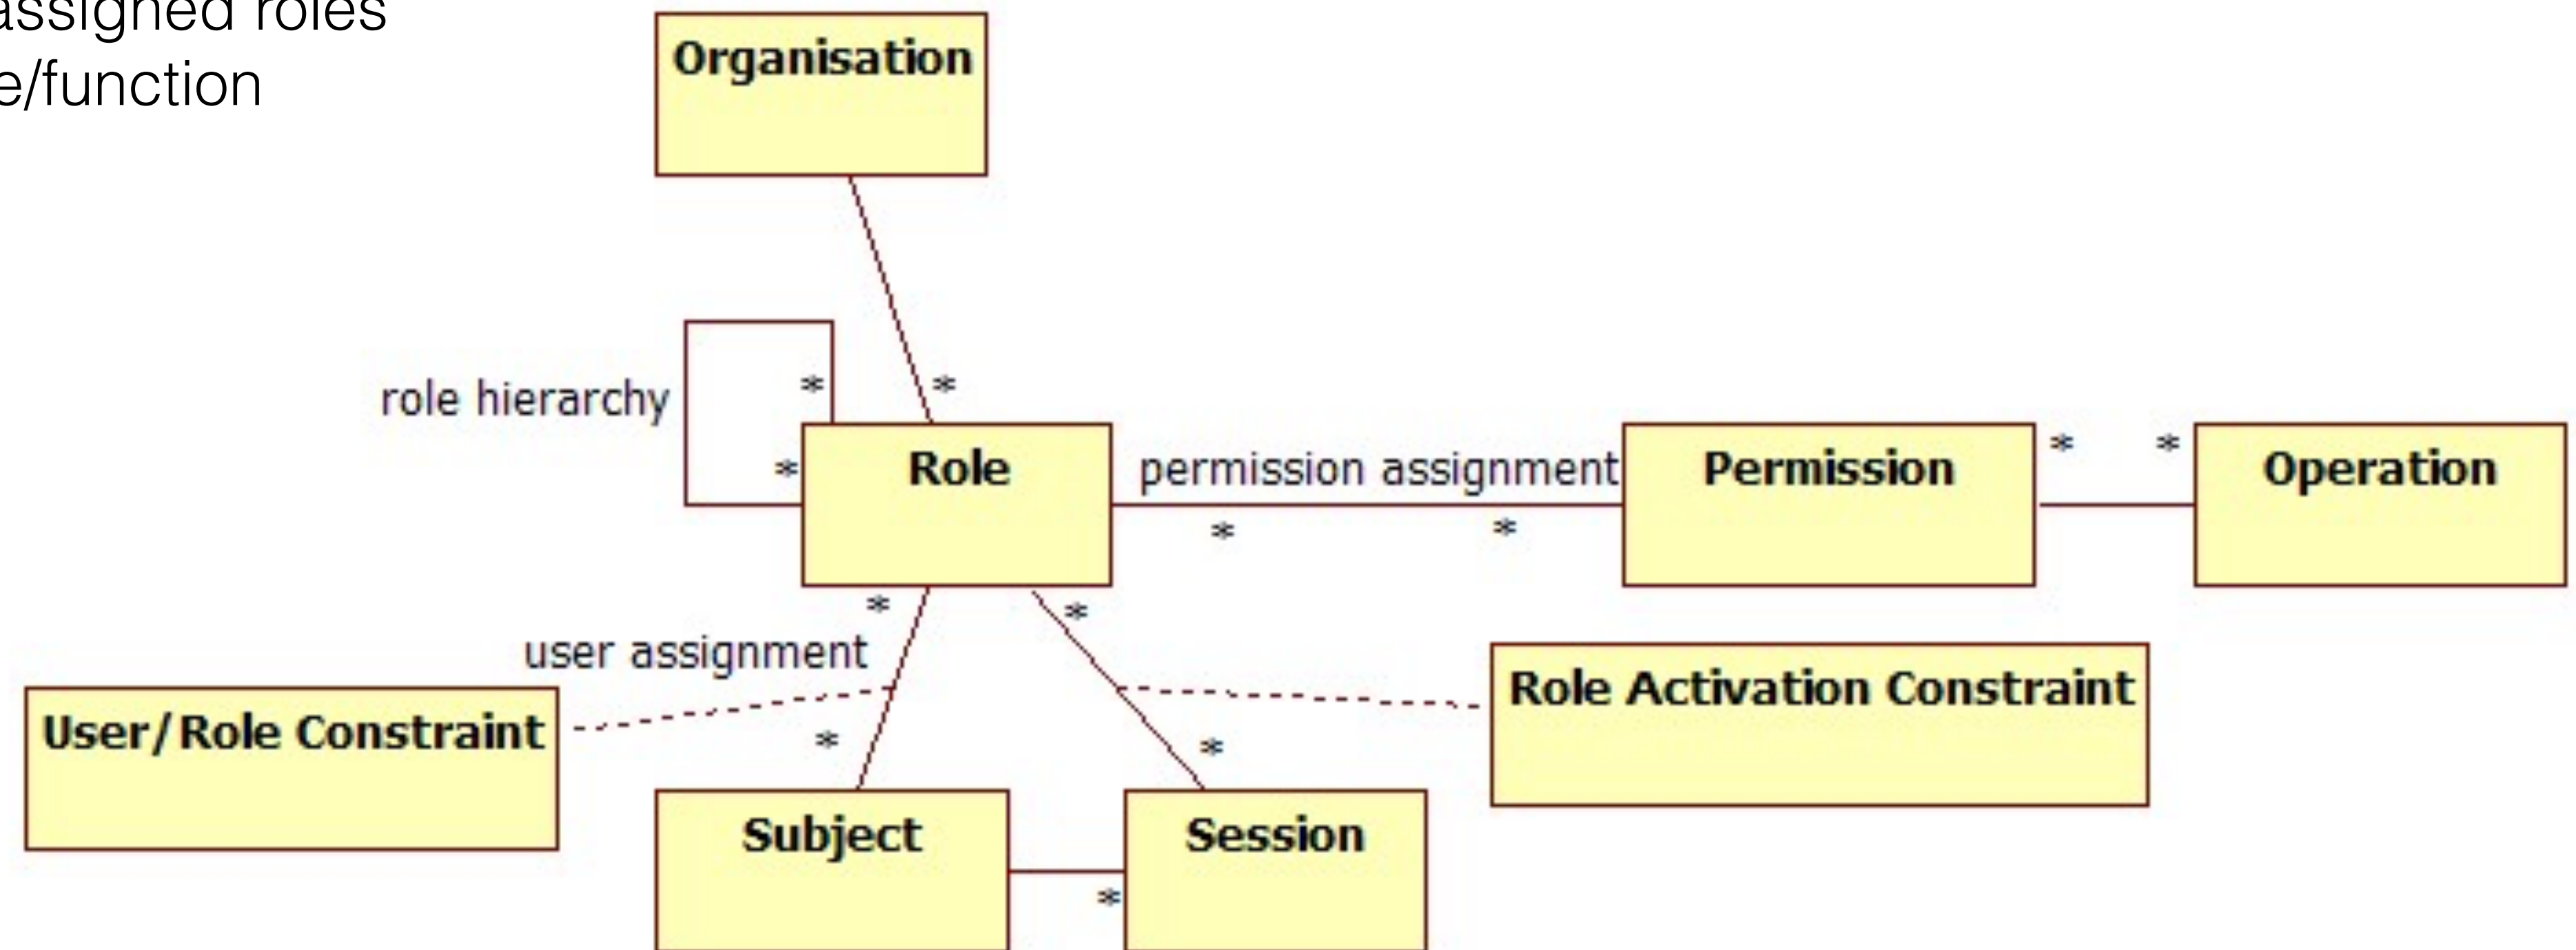 assigned roles
e/function
Organisation
role hierarchy
*
*
*
Role
permission assignment
*
*
Permission
*
*
Operation
*
*
user assignment
User/Role Constraint
Role Activation Constraint
*
*
Subject
Session
*